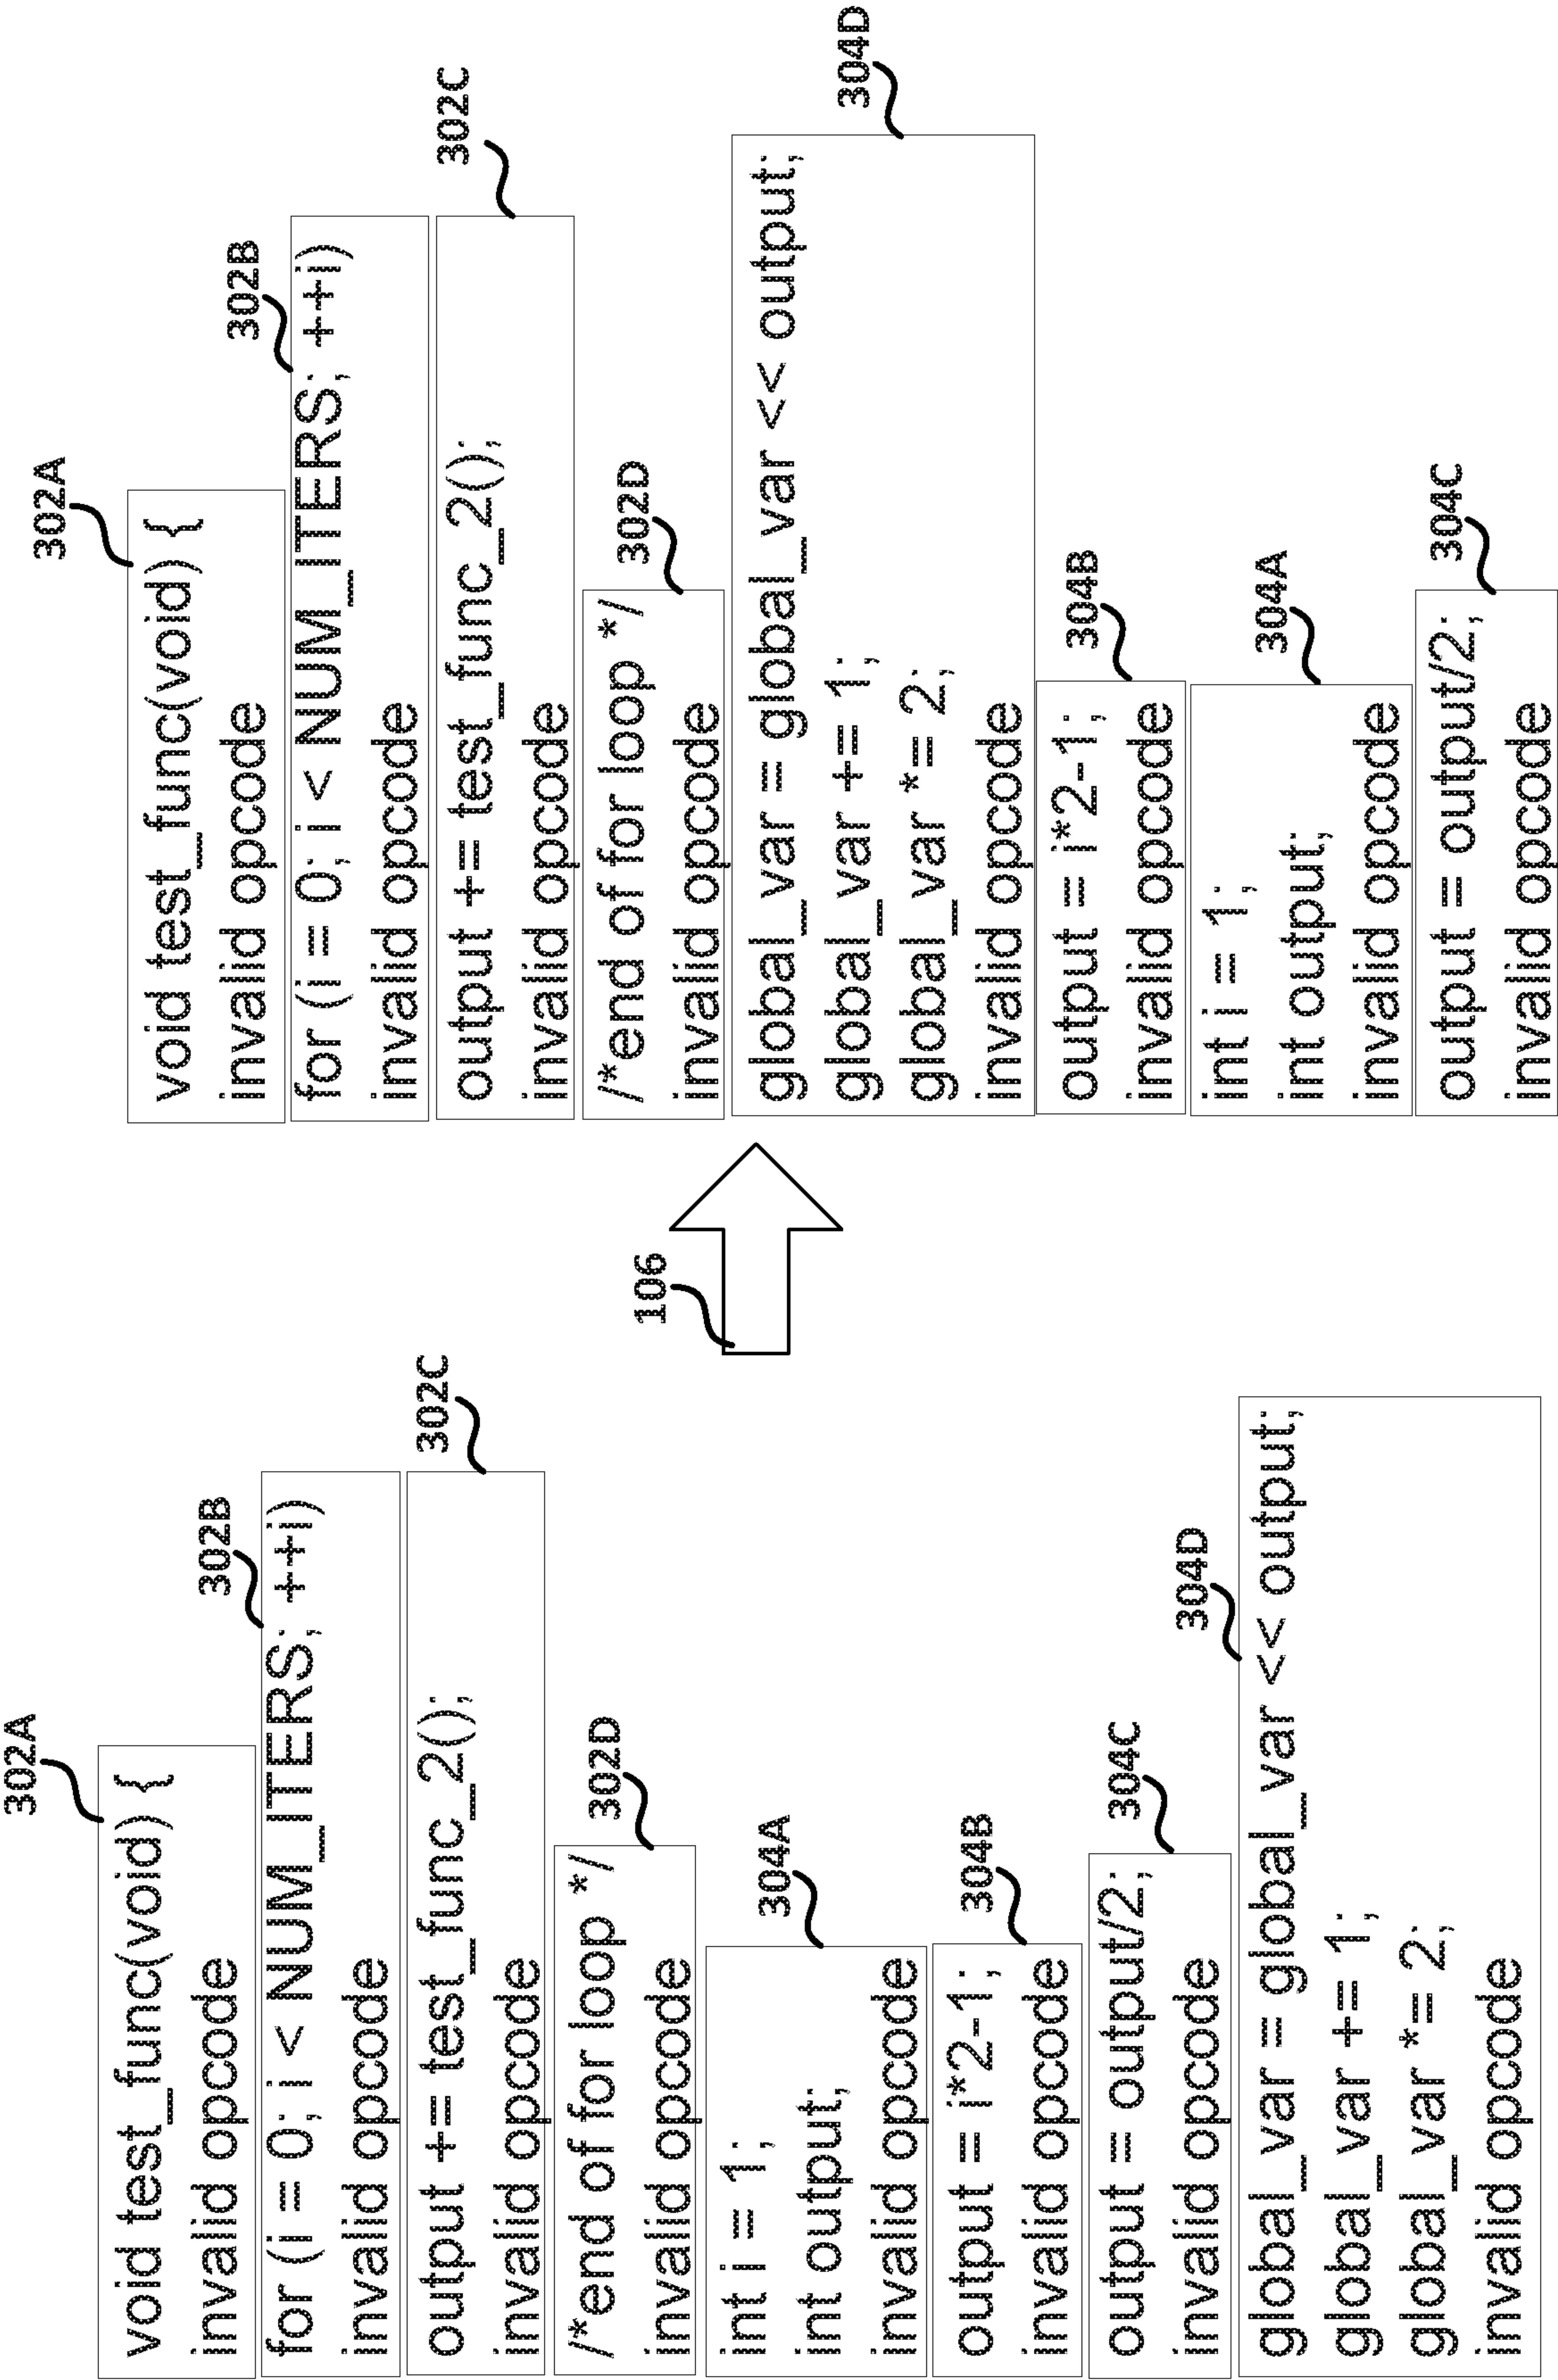 302A
void test_func(void) {
invalid opcode
302B
for (i = 0; i < NUM_ITERS; ++i)
invalid opcode
302C
output += test_func_2();
invalid opcode
302D
/*end of for loop */
invalid opcode
304A
int i = 1;
int output;
invalid opcode
304B
output = i*2-1;
invalid opcode
304C
output = output/2;
invalid opcode
304D
global_var = global_var << output;
global_var += 1;
global_var *= 2;
invalid opcode
106
302A
void test_func(void) {
invalid opcode
302B
for (i = 0; i < NUM_ITERS; ++i)
invalid opcode
302C
output += test_func_2();
invalid opcode
302D
/*end of for loop */
invalid opcode
304D
global_var = global_var << output;
global_var += 1;
global_var *= 2;
invalid opcode
304B
output = i*2-1;
invalid opcode
304A
int i = 1;
int output;
invalid opcode
304C
output = output/2;
invalid opcode